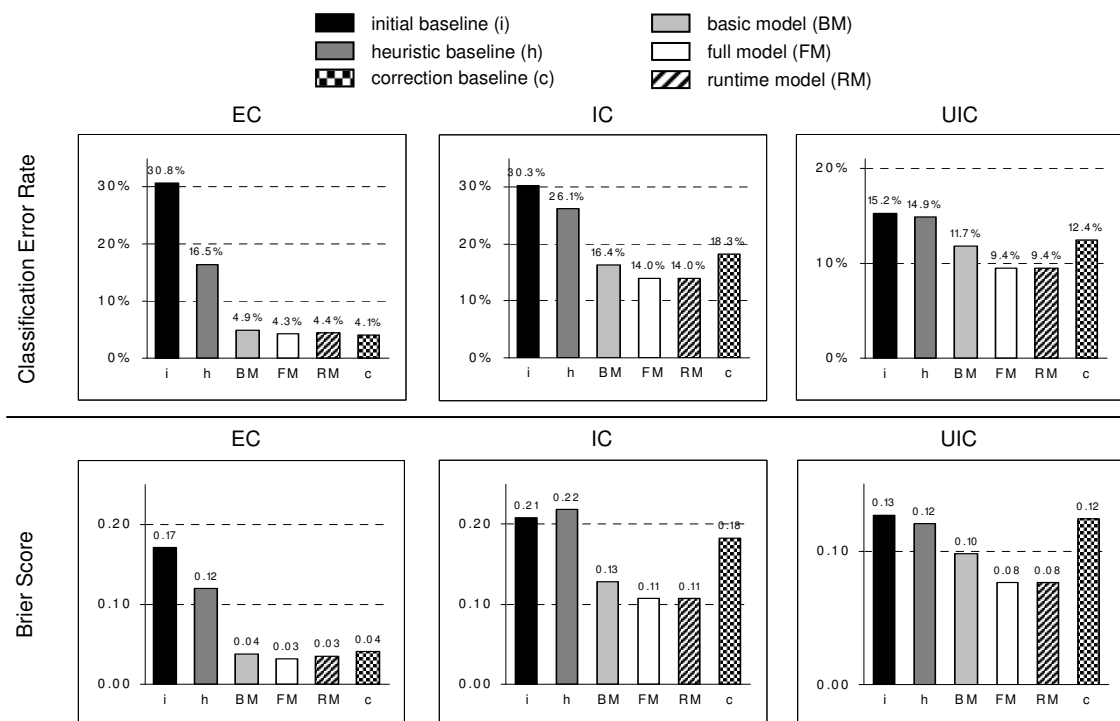 initial baseline (i)
basic model (BM)
heuristic baseline (h)
full model (FM)
correction baseline (c)
runtime model (RM)
EC
IC
UIC
Classification Error Rate
30%
20%
10%
0%
30.8%
16.5%
4.9%
4.3%
4.4%
4.1%
i h BM FM RM c
30%
20%
10%
0%
30.3%
26.1%
16.4%
14.0%
14.0%
18.3%
i h BM FM RM c
20%
10%
0%
15.2%
14.9%
11.7%
9.4%
9.4%
12.4%
i h BM FM RM c
EC
IC
UIC
Brier Score
0.20
0.10
0.00
0.17
0.12
0.04
0.03
0.03
0.04
i h BM FM RM c
0.20
0.10
0.00
0.21
0.22
0.13
0.11
0.11
0.18
i h BM FM RM c
0.10
0.00
0.13
0.12
0.10
0.08
0.08
0.12
i h BM FM RM c